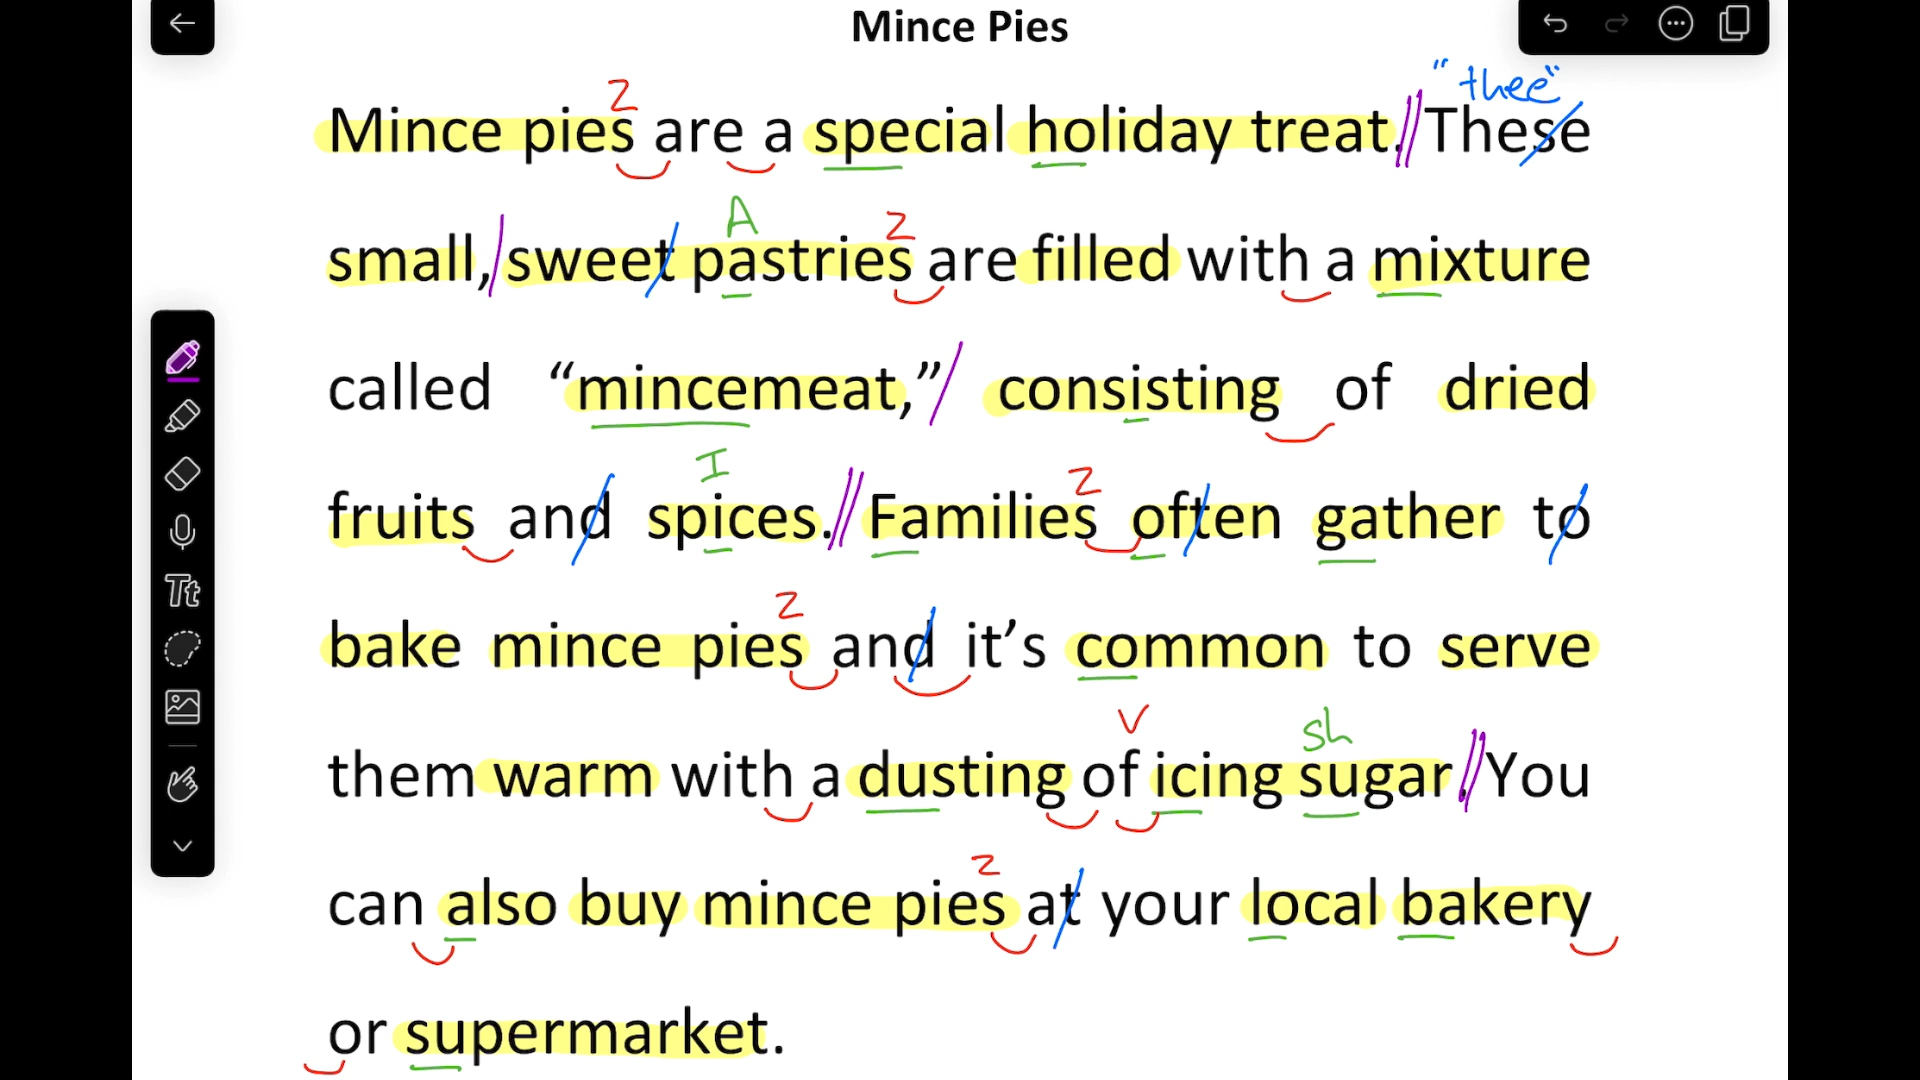 Mince Pies
"thee"
Z
Mince pies are a special holiday treat. These
A Z
small, sweet pastries are filled with a mixture
called “mincemeat,” consisting of dried
I Z
fruits and spices. Families often gather to
Z
bake mince pies and it’s common to serve
V sh
them warm with a dusting of icing sugar. You
Z
can also buy mince pies at your local bakery
or supermarket.
Tt